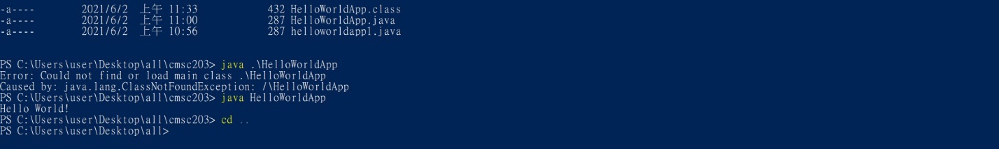 -a----        2021/6/2  上午 11:33            432 HelloWorldApp.class
-a----        2021/6/2  上午 11:00            287 HelloWorldApp.java
-a----        2021/6/2  上午 10:56            287 helloworldapp1.java
PS C:\Users\user\Desktop\all\cmsc203> java .\HelloWorldApp
Error: Could not find or load main class .\HelloWorldApp
Caused by: java.lang.ClassNotFoundException: /\HelloWorldApp
PS C:\Users\user\Desktop\all\cmsc203> java HelloWorldApp
Hello World!
PS C:\Users\user\Desktop\all\cmsc203> cd ..
PS C:\Users\user\Desktop\all>